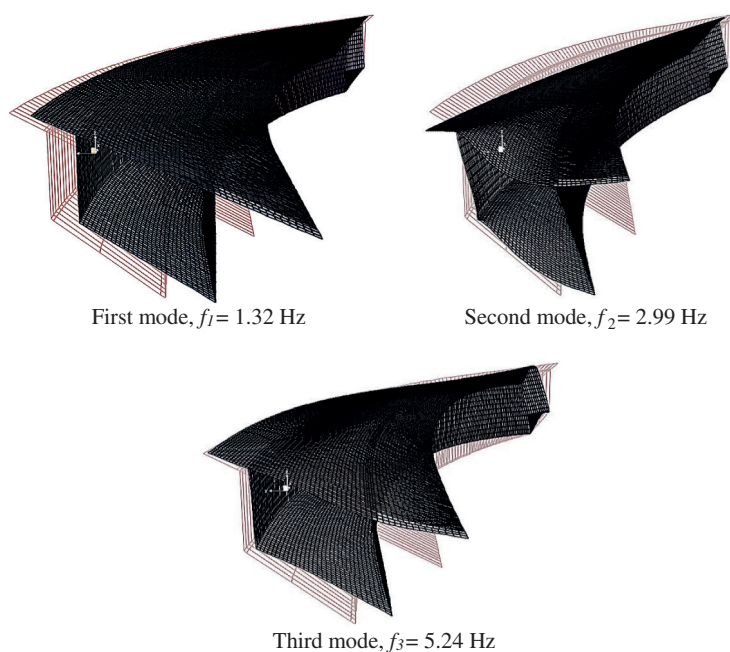 First mode, f1= 1.32 Hz
Second mode, f2= 2.99 Hz
Third mode, f3= 5.24 Hz